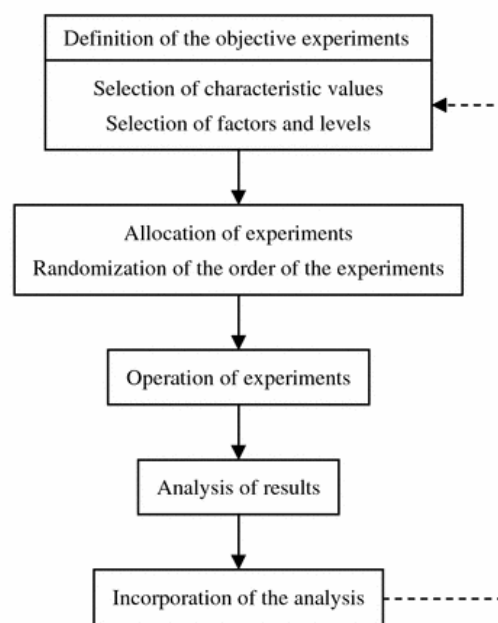 Definition of the objective experiments
Selection of characteristic values
Selection of factors and levels
Allocation of experiments
Randomization of the order of the experiments
Operation of experiments
Analysis of results
Incorporation of the analysis